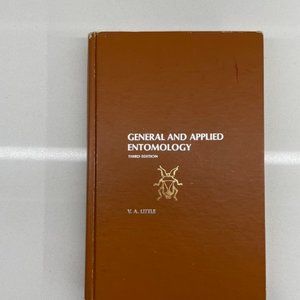 GENERAL AND APPLIED
ENTOMOLOGY
THIRD EDITION
V. A. LITTLE